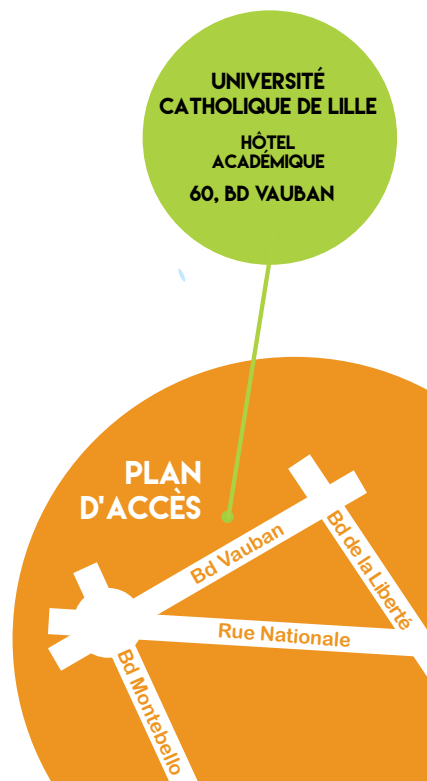 UNIVERSITÉ
CATHOLIQUE DE LILLE
HÔTEL
ACADÉMIQUE
60, BD VAUBAN
PLAN
D'ACCÈS
Bd Vauban
Bd de la Liberté
Rue Nationale
Bd Montebello